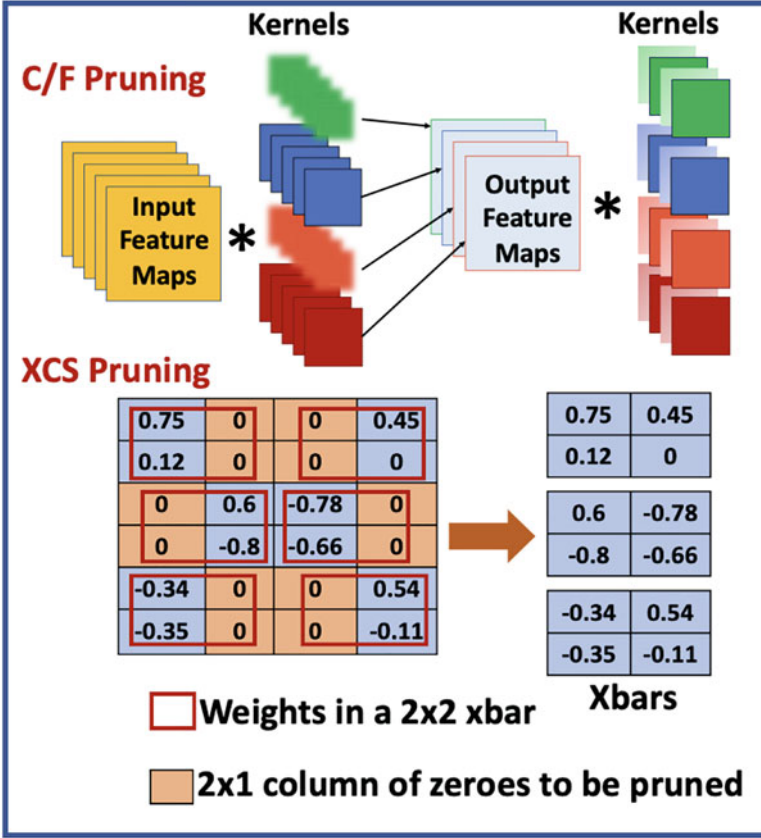 Kernels
Kernels
C/F Pruning
Input
Feature
Maps
*
Output
Feature
Maps
*
XCS Pruning
0.75 0 0 0.45
0.12 0 0 0
0 0.6 -0.78 0
0 -0.8 -0.66 0
-0.34 0 0 0.54
-0.35 0 0 -0.11
0.75 0.45
0.12 0
0.6 -0.78
-0.8 -0.66
-0.34 0.54
-0.35 -0.11
Xbars
Weights in a 2x2 xbar
2x1 column of zeroes to be pruned